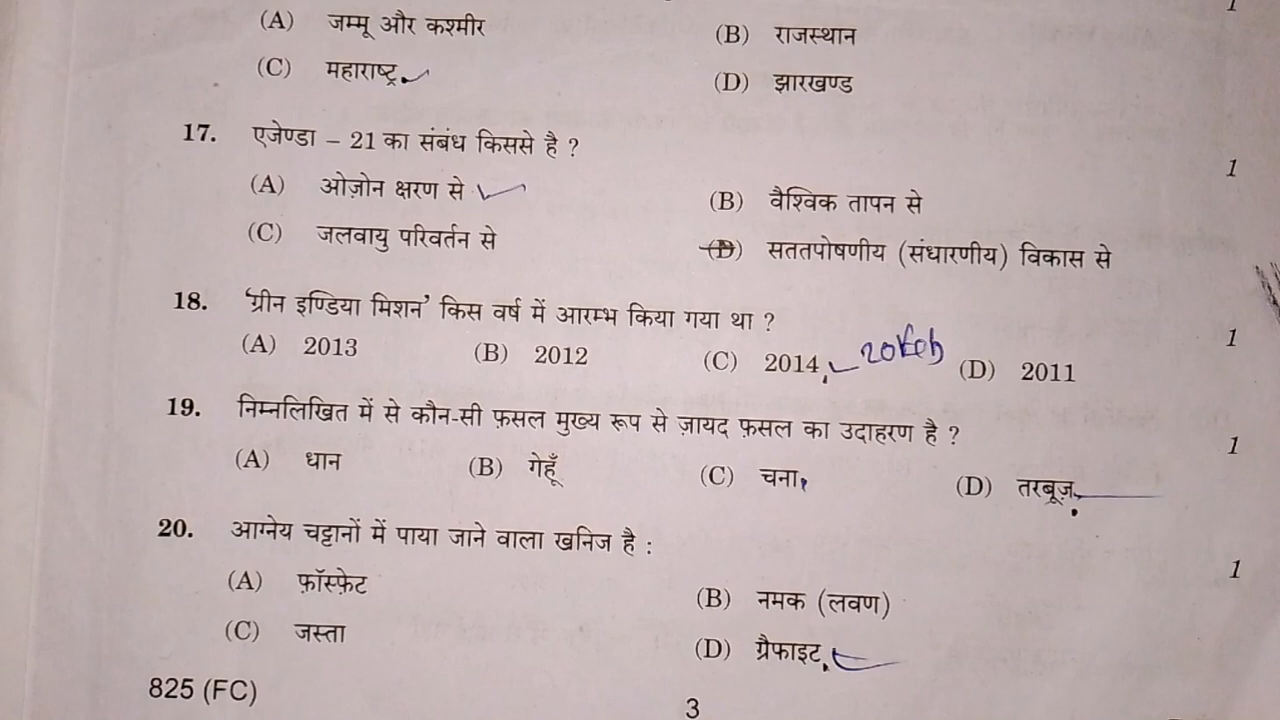 1
(A) जम्मू और कश्मीर (B) राजस्थान
(C) महाराष्ट्र (D) झारखण्ड
17. एजेण्डा – 21 का संबंध किससे है ? 1
(A) ओज़ोन क्षरण से (B) वैश्विक तापन से
(C) जलवायु परिवर्तन से (D) सततपोषणीय (संधारणीय) विकास से
18. ‘ग्रीन इण्डिया मिशन’ किस वर्ष में आरम्भ किया गया था ? 1
(A) 2013 (B) 2012 (C) 2014 20Feb (D) 2011
19. निम्नलिखित में से कौन-सी फ़सल मुख्य रूप से ज़ायद फ़सल का उदाहरण है ? 1
(A) धान (B) गेहूँ (C) चना (D) तरबूज़
20. आग्नेय चट्टानों में पाया जाने वाला खनिज है : 1
(A) फ़ॉस्फ़ेट (B) नमक (लवण)
(C) जस्ता (D) ग्रैफाइट
825 (FC) 3